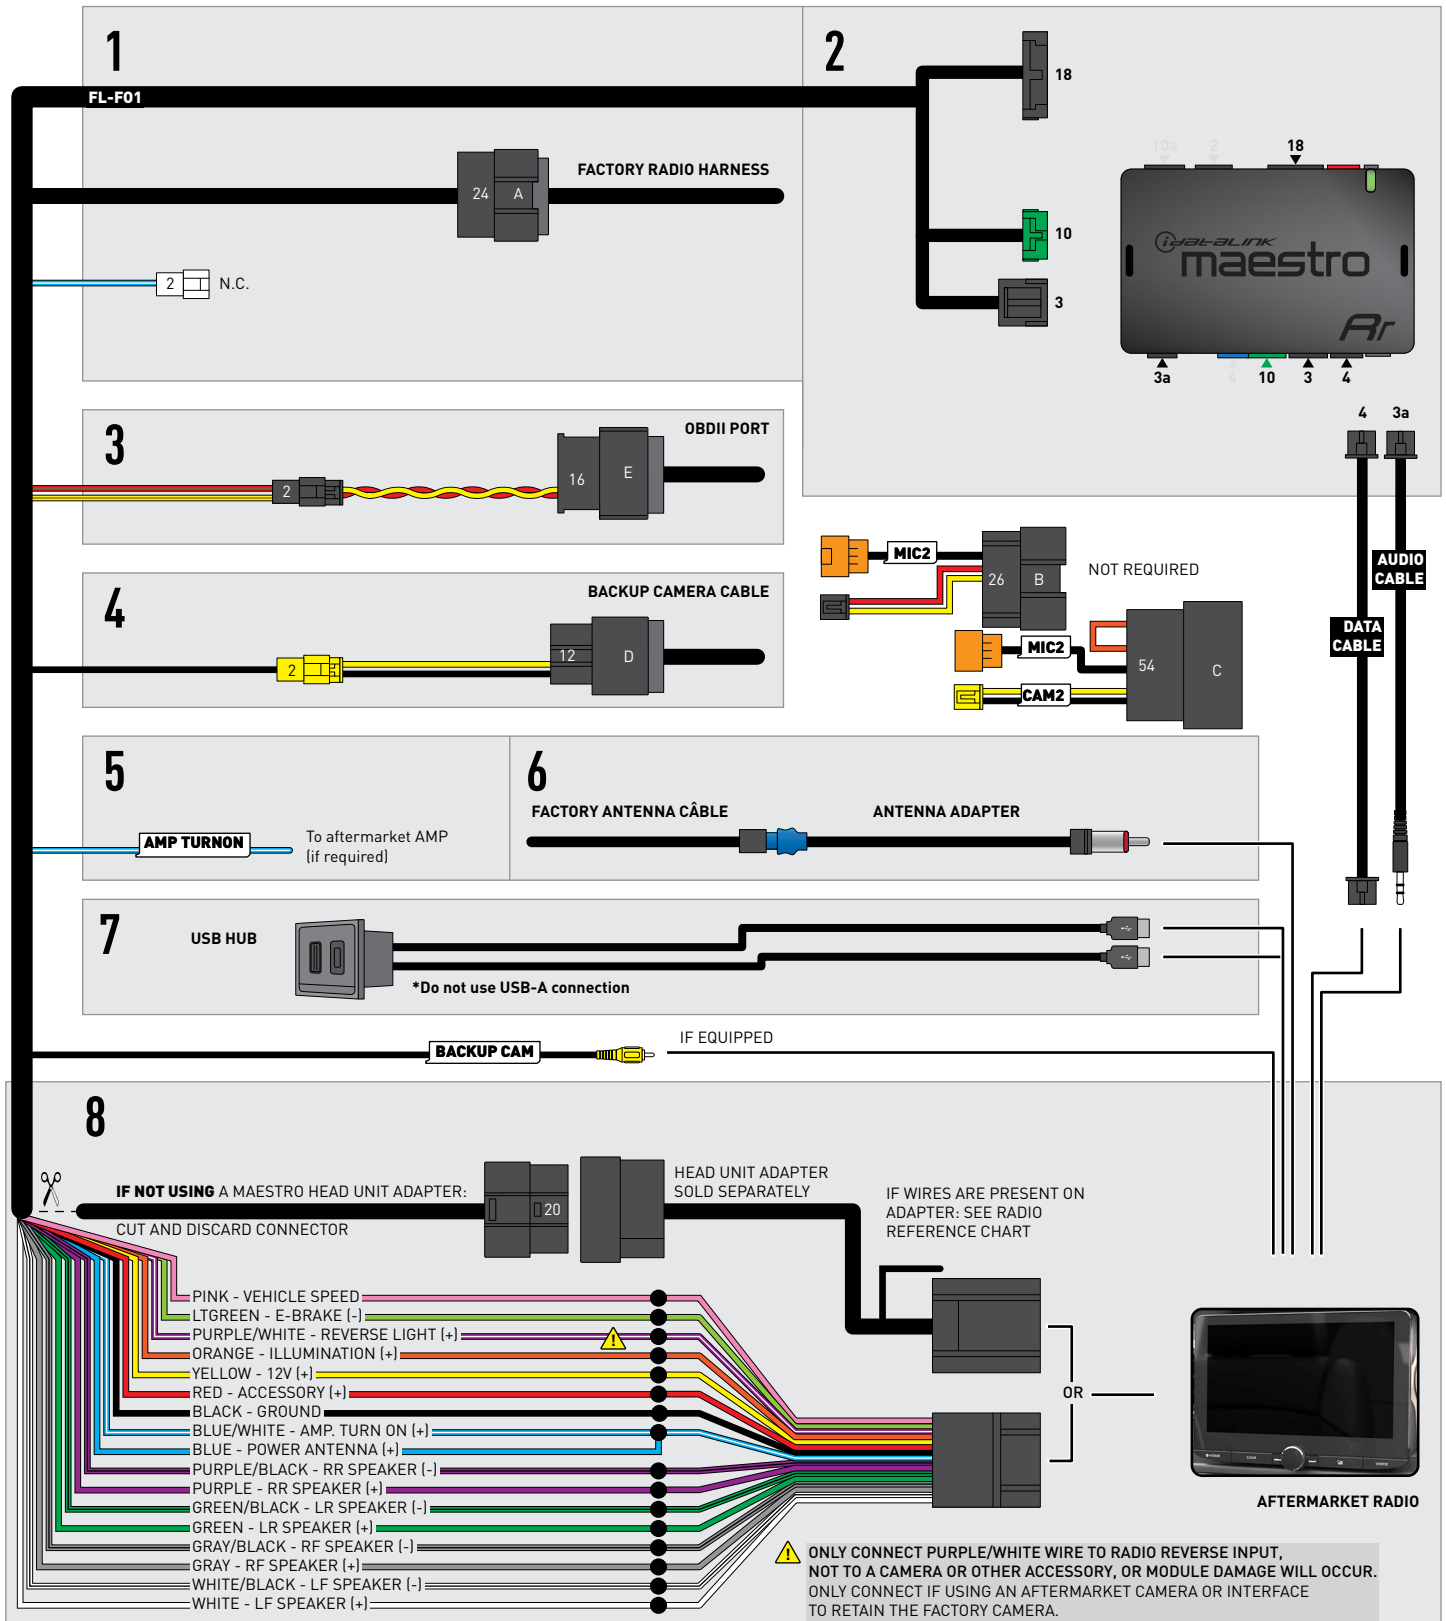 1
FL-FO1
FACTORY RADIO HARNESS
24
A
2
N.C.
2
18
10
3
10a
2
18
idataLINK
maestro
Rr
3a
4
10
3
4
4
3a
AUDIO
CABLE
DATA
CABLE
3
OBDII PORT
2
16
E
4
BACKUP CAMERA CABLE
2
12
D
MIC2
26
B
NOT REQUIRED
MIC2
CAM2
54
C
5
AMP TURNON
To aftermarket AMP
(if required)
6
FACTORY ANTENNA CÂBLE
ANTENNA ADAPTER
7
USB HUB
*Do not use USB-A connection
BACKUP CAM
IF EQUIPPED
8
IF NOT USING A MAESTRO HEAD UNIT ADAPTER:
CUT AND DISCARD CONNECTOR
20
HEAD UNIT ADAPTER
SOLD SEPARATELY
IF WIRES ARE PRESENT ON
ADAPTER: SEE RADIO
REFERENCE CHART
PINK - VEHICLE SPEED
LTGREEN - E-BRAKE (-)
PURPLE/WHITE - REVERSE LIGHT (+)
ORANGE - ILLUMINATION (+)
YELLOW - 12V (+)
RED - ACCESSORY (+)
BLACK - GROUND
BLUE/WHITE - AMP. TURN ON (+)
BLUE - POWER ANTENNA (+)
PURPLE/BLACK - RR SPEAKER (-)
PURPLE - RR SPEAKER (+)
GREEN/BLACK - LR SPEAKER (-)
GREEN - LR SPEAKER (+)
GRAY/BLACK - RF SPEAKER (-)
GRAY - RF SPEAKER (+)
WHITE/BLACK - LF SPEAKER (-)
WHITE - LF SPEAKER (+)
OR
CAM
VOICE
AFTERMARKET RADIO
ONLY CONNECT PURPLE/WHITE WIRE TO RADIO REVERSE INPUT,
NOT TO A CAMERA OR OTHER ACCESSORY, OR MODULE DAMAGE WILL OCCUR.
ONLY CONNECT IF USING AN AFTERMARKET CAMERA OR INTERFACE
TO RETAIN THE FACTORY CAMERA.